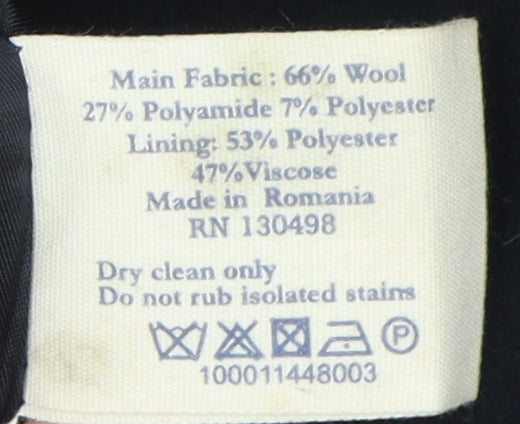 Main Fabric : 66% Wool
27% Polyamide 7% Polyester
Lining: 53% Polyester
47%Viscose
Made in Romania
RN 130498
Dry clean only
Do not rub isolated stains
P
100011448003